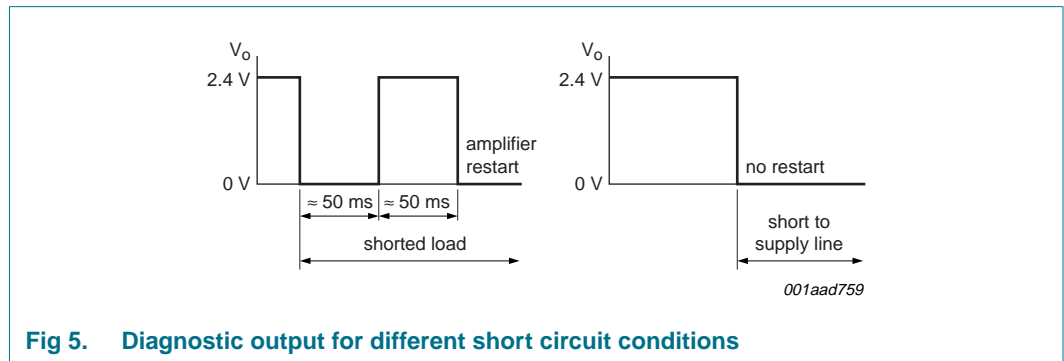 Vo
2.4 V
amplifier
restart
0 V
≈ 50 ms ≈ 50 ms
shorted load
Vo
2.4 V
no restart
0 V
short to
supply line
001aad759
Fig 5. Diagnostic output for different short circuit conditions